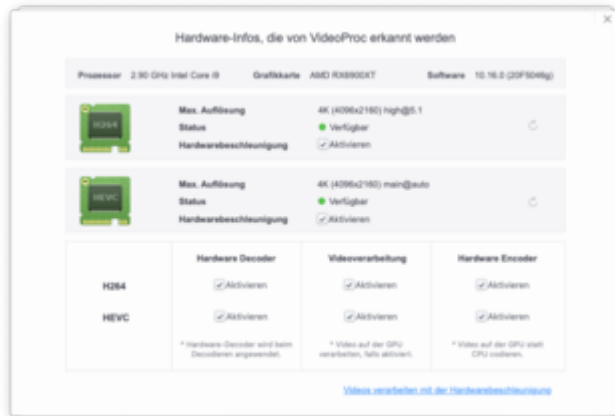 Hardware-Infos, die von VideoProc erkannt werden
Prozessor 2.90 GHz Intel Core i9 Grafikkarte AMD RX6900XT Software 10.16.0 (20F5046g)
H264
Max. Auflösung 4K (4096x2160) high@5.1
Status Verfügbar
Hardwarebeschleunigung Aktivieren
HEVC
Max. Auflösung 4K (4096x2160) main@auto
Status Verfügbar
Hardwarebeschleunigung Aktivieren
Hardware Decoder Videoverarbeitung Hardware Encoder
H264 Aktivieren Aktivieren Aktivieren
HEVC Aktivieren Aktivieren Aktivieren
* Hardware-Decoder wird beim * Video auf der GPU * Video auf der GPU statt
Decodieren angewendet. verarbeiten, falls aktiviert. CPU codieren.
Videos verarbeiten mit der Hardwarebeschleunigung